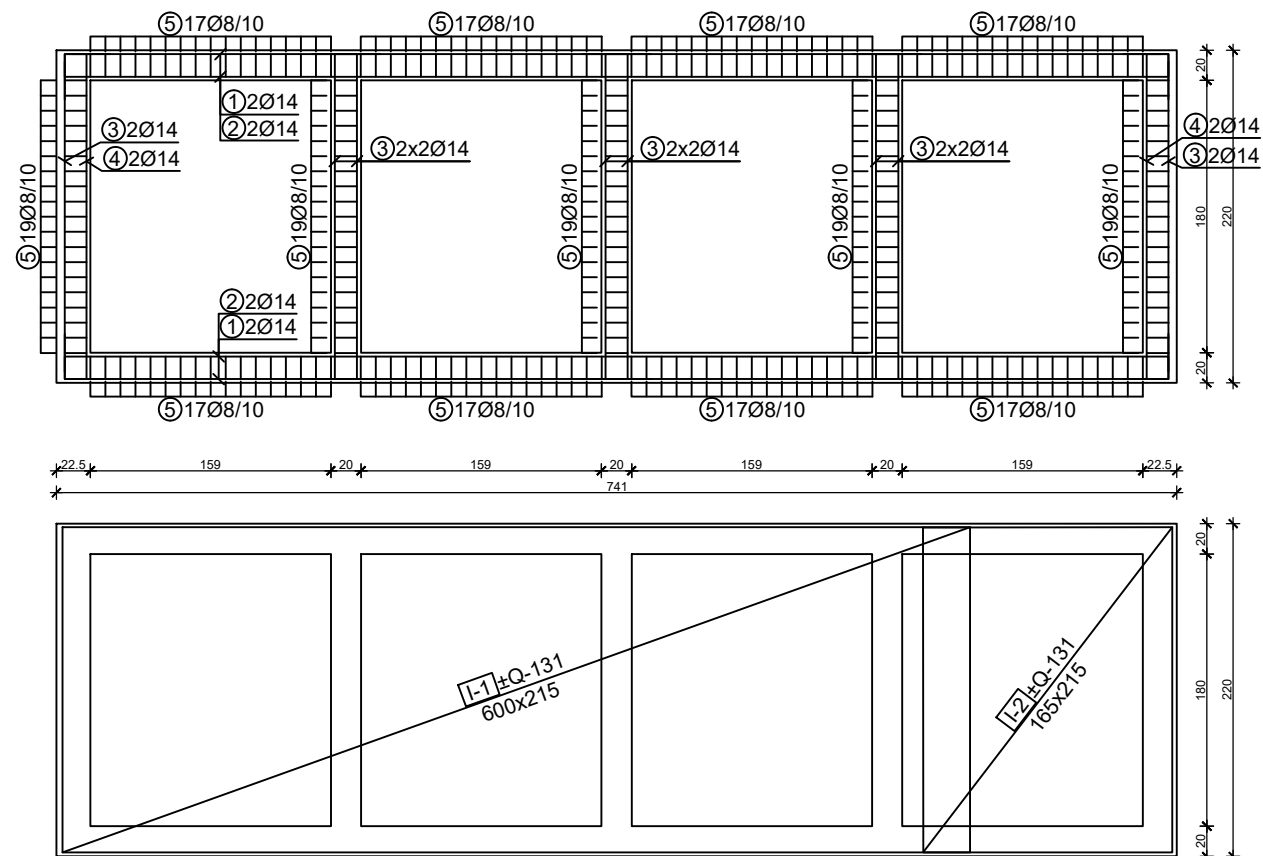 ⑤17Ø8/10 ⑤17Ø8/10 ⑤17Ø8/10 ⑤17Ø8/10
20
①2Ø14
②2Ø14
③2Ø14
④2Ø14
③2x2Ø14 ③2x2Ø14 ③2x2Ø14
④2Ø14
③2Ø14
⑤19Ø8/10 ⑤19Ø8/10 ⑤19Ø8/10 ⑤19Ø8/10 ⑤19Ø8/10
180 220
②2Ø14
①2Ø14
20
⑤17Ø8/10 ⑤17Ø8/10 ⑤17Ø8/10 ⑤17Ø8/10
22.5 159 20 159 20 159 20 159 22.5
741
20
I-1 ±Q-131
600x215
I-2 ±Q-131
165x215
180 220
20